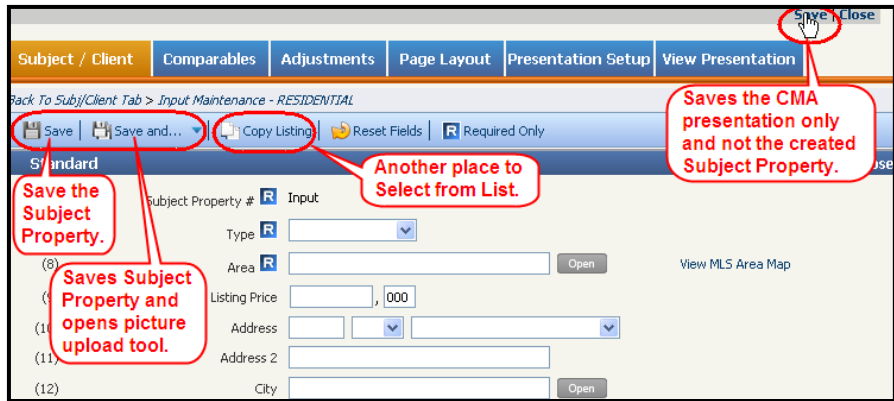 Save | Close
Subject / Client
Comparables
Adjustments
Page Layout
Presentation Setup
View Presentation
Back To Subj/Client Tab > Input Maintenance - RESIDENTIAL
Save
Save and...
Copy Listing
Reset Fields
R Required Only
Saves the CMA
presentation only
and not the created
Subject Property.
Standard
Another place to
Select from List.
Save the
Subject
Property.
Subject Property # R Input
Type R
(8) Area R Open View MLS Area Map
Saves Subject
Property and
opens picture
upload tool.
Listing Price , 000
Address
(11) Address 2
(12) City Open